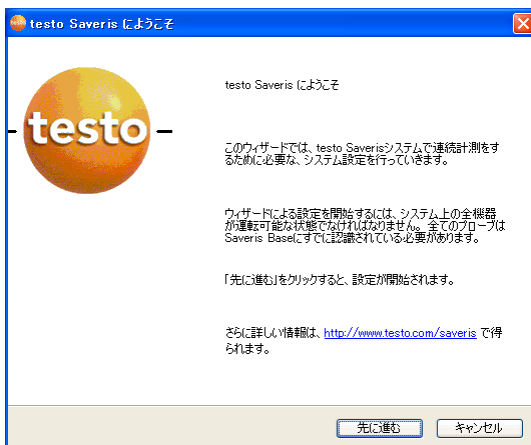 testo Saveris にようこそ
testo
testo Saveris にようこそ
このウィザードでは、testo Saverisシステムで連続計測をす
るために必要な、システム設定を行っていきます。
ウィザードによる設定を開始するには、システム上の全機器
が運転可能な状態でなければなりません。全てのプローブは
Saveris Baseにすでに認識されている必要があります。
「先に進む」をクリックすると、設定が開始されます。
さらに詳しい情報は、http://www.testo.com/saveris で得
られます。
先に進む
キャンセル